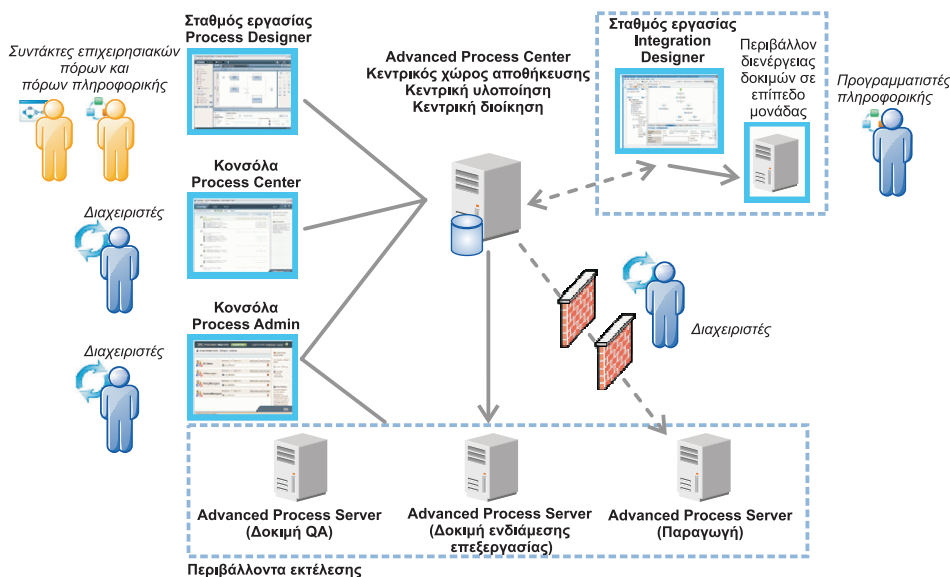 Συντάκτες επιχειρησιακών
πόρων και
πόρων πληροφορικής
Σταθμός εργασίας
Process Designer
Advanced Process Center
Κεντρικός χώρος αποθήκευσης
Κεντρική υλοποίηση
Κεντρική διοίκηση
Σταθμός εργασίας
Integration
Designer
Περιβάλλον
διενέργειας
δοκιμών σε
επίπεδο
μονάδας
Προγραμματιστές
πληροφορικής
Κονσόλα
Process Center
Διαχειριστές
Κονσόλα
Process Admin
Διαχειριστές
Διαχειριστές
Advanced Process Server
(Δοκιμή QA)
Advanced Process Server
(Δοκιμή ενδιάμεσης
επεξεργασίας)
Advanced Process Server
(Παραγωγή)
Περιβάλλοντα εκτέλεσης